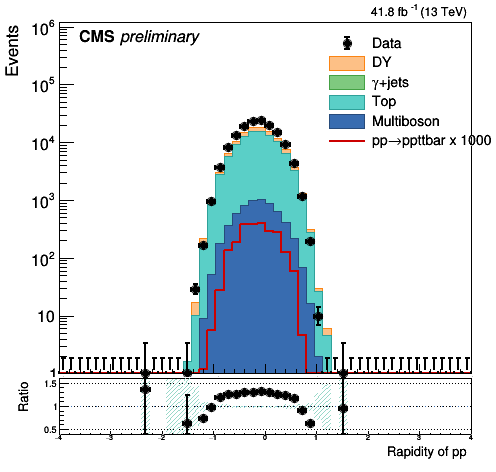 41.8 fb⁻¹ (13 TeV)
CMS preliminary
Events
10⁶
10⁵
10⁴
10³
10²
10
1
Data
DY
γ+jets
Top
Multiboson
pp→ppttbar x 1000
Ratio
1.5
1
0.5
-4 -3 -2 -1 0 1 2 3 4
Rapidity of pp